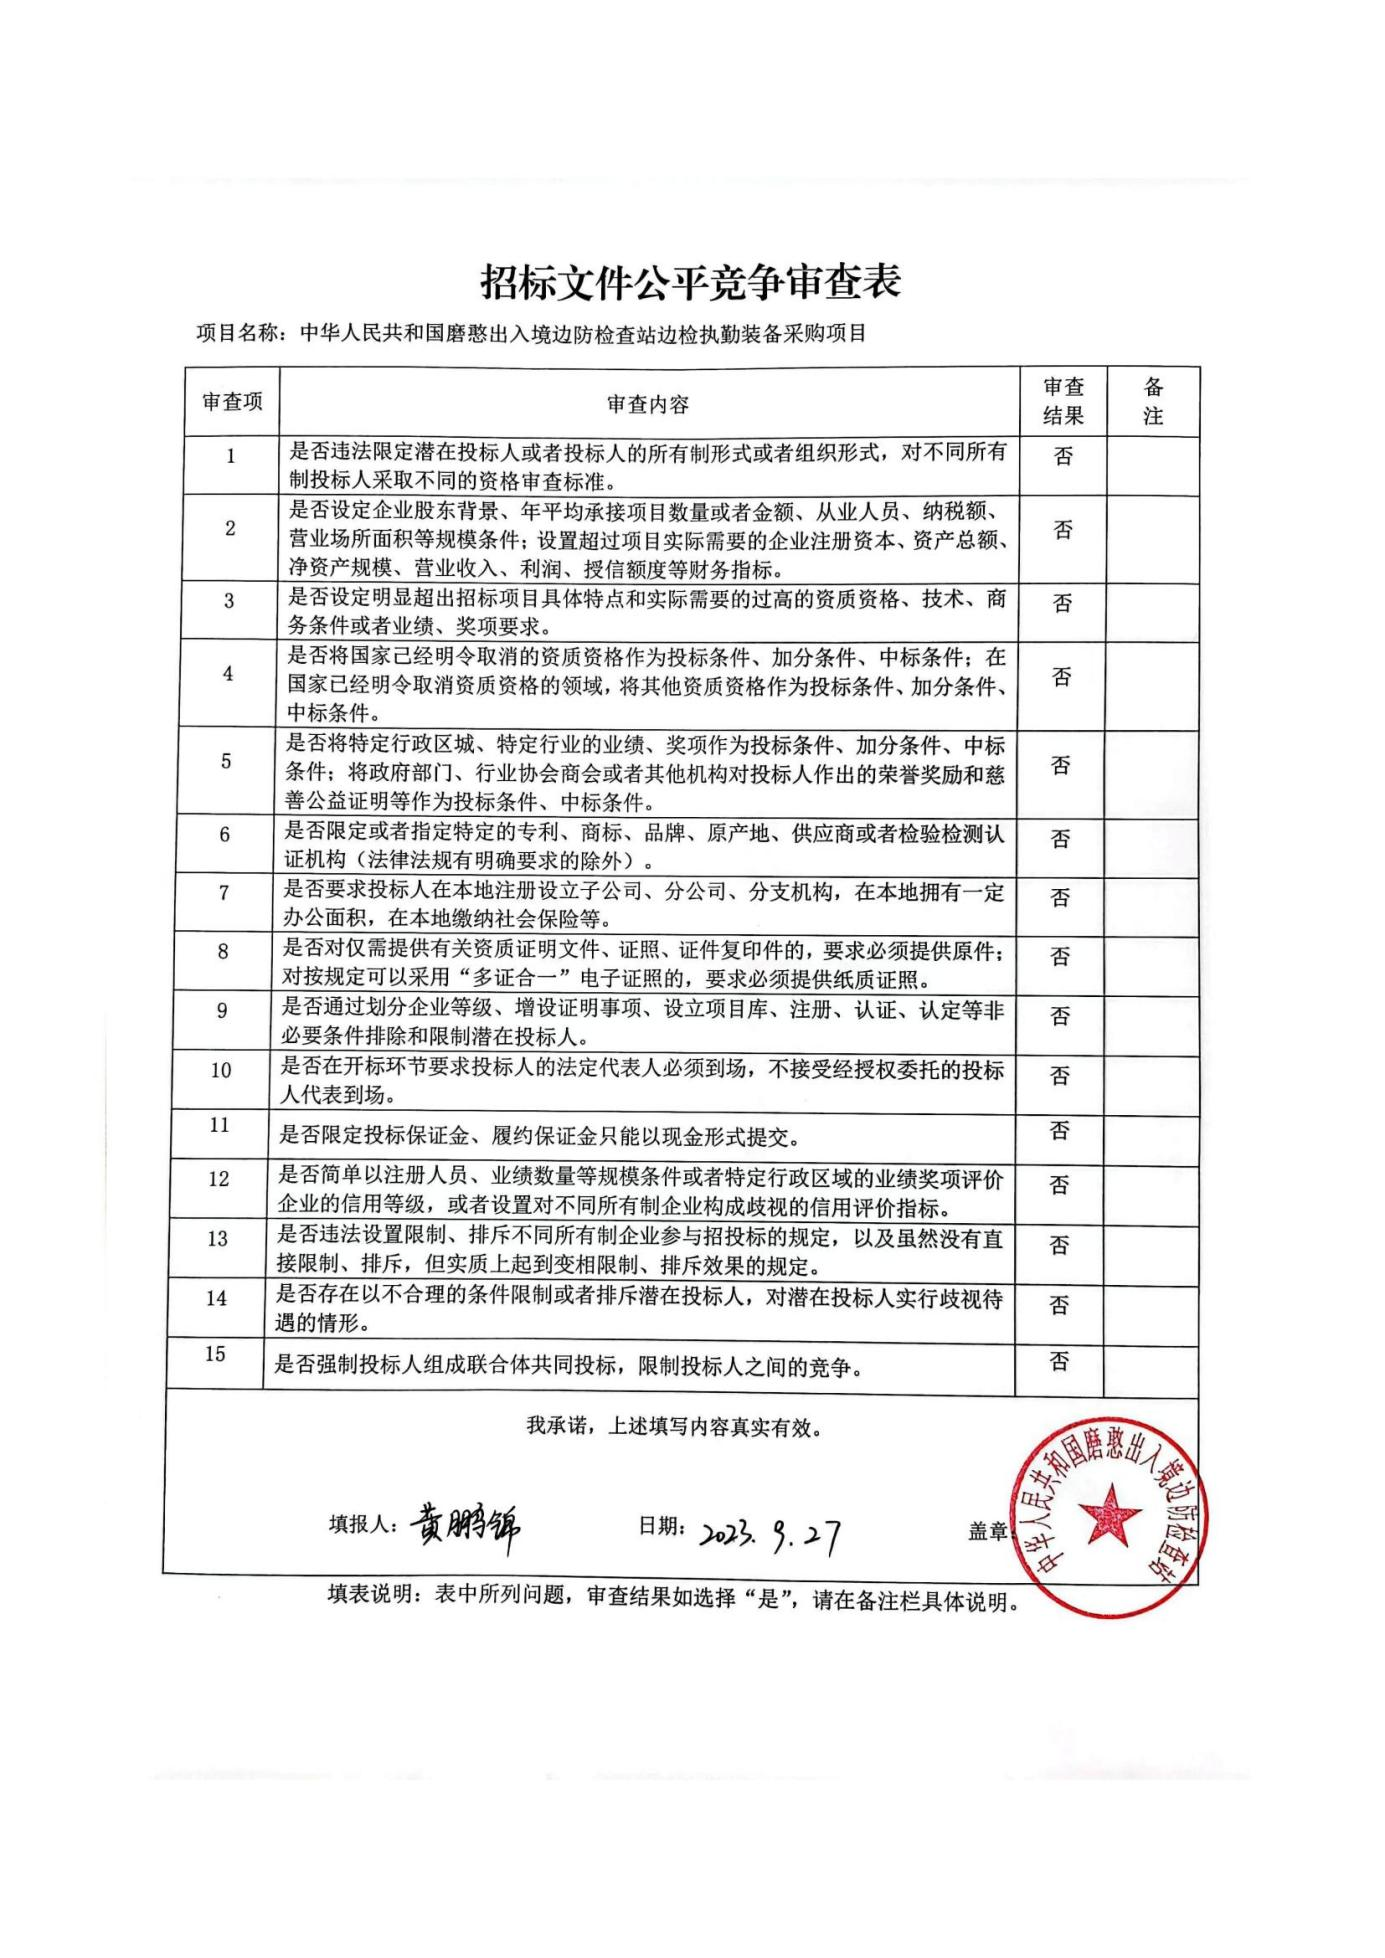 招标文件公平竞争审查表
项目名称：中华人民共和国磨憨出入境边防检查站边检执勤装备采购项目
审查项
审查内容
审查
结果
备
注
1
是否违法限定潜在投标人或者投标人的所有制形式或者组织形式，对不同所有
制投标人采取不同的资格审查标准。
否
2
是否设定企业股东背景、年平均承接项目数量或者金额、从业人员、纳税额、
营业场所面积等规模条件；设置超过项目实际需要的企业注册资本、资产总额、
净资产规模、营业收入、利润、授信额度等财务指标。
否
3
是否设定明显超出招标项目具体特点和实际需要的过高的资质资格、技术、商
务条件或者业绩、奖项要求。
否
4
是否将国家己经明令取消的资质资格作为投标条件、加分条件、中标条件；在
国家已经明令取消资质资格的领域，将其他资质资格作为投标条件、加分条件、
中标条件。
否
5
是否将特定行政区城、特定行业的业绩、奖项作为投标条件、加分条件、中标
条件；将政府部门、行业协会商会或者其他机构对投标人作出的荣誉奖励和慈
善公益证明等作为投标条件、中标条件。
否
6
是否限定或者指定特定的专利、商标、品牌、原产地、供应商或者检验检测认
证机构（法律法规有明确要求的除外）。
否
7
是否要求投标人在本地注册设立子公司、分公司、分支机构，在本地拥有一定
办公面积，在本地缴纳社会保险等。
否
8
是否对仅需提供有关资质证明文件、证照、证件复印件的，要求必须提供原件；
对按规定可以采用“多证合一”电子证照的，要求必须提供纸质证照。
否
9
是否通过划分企业等级、增设证明事项、设立项目库、注册、认证、认定等非
必要条件排除和限制潜在投标人。
否
10
是否在开标环节要求投标人的法定代表人必须到场，不接受经授权委托的投标
人代表到场。
否
11
是否限定投标保证金、履约保证金只能以现金形式提交。
否
12
是否简单以注册人员、业绩数量等规模条件或者特定行政区域的业绩奖项评价
企业的信用等级，或者设置对不同所有制企业构成歧视的信用评价指标。
否
13
是否违法设置限制、排斥不同所有制企业参与招投标的规定，以及虽然没有直
接限制、排斥，但实质上起到变相限制、排斥效果的规定。
否
14
是否存在以不合理的条件限制或者排斥潜在投标人，对潜在投标人实行歧视待
遇的情形。
否
15
是否强制投标人组成联合体共同投标，限制投标人之间的竞争。
否
我承诺，上述填写内容真实有效。
填报人：黄鹏锦
日期：2023.9.27
盖章：
中华人民共和国磨憨出入境边防检查站
填表说明：表中所列问题，审查结果如选择“是”，请在备注栏具体说明。